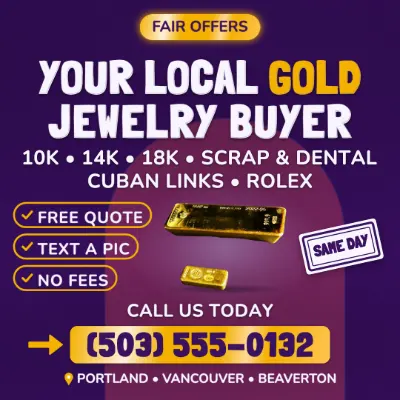 FAIR OFFERS
YOUR LOCAL GOLD
JEWELRY BUYER
10K • 14K • 18K • SCRAP & DENTAL
CUBAN LINKS • ROLEX
FREE QUOTE
TEXT A PIC
NO FEES
SAME DAY
CALL US TODAY
(503) 555-0132
PORTLAND • VANCOUVER • BEAVERTON